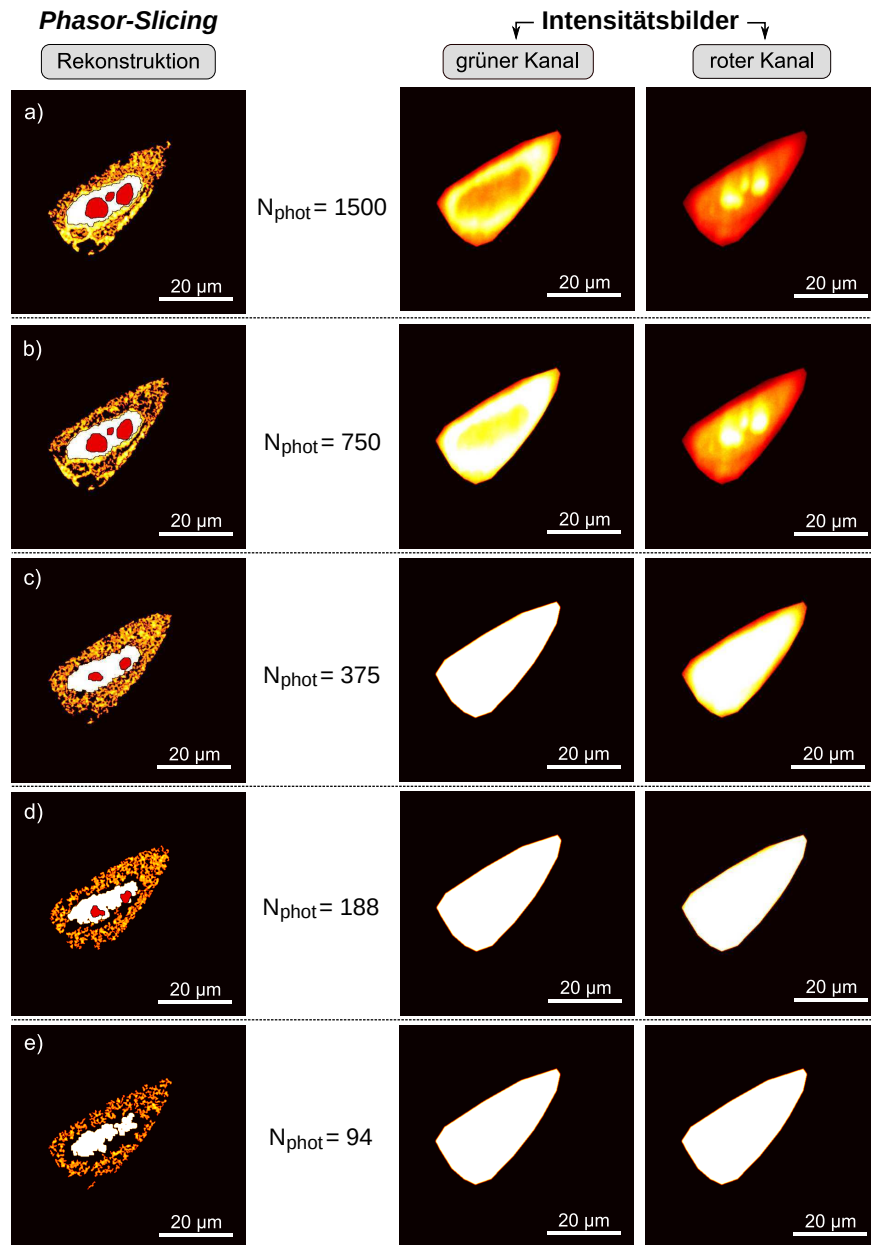 Phasor-Slicing
Intensitätsbilder
Rekonstruktion
grüner Kanal
roter Kanal
a)
Nphot = 1500
20 µm
20 µm
20 µm
b)
Nphot = 750
20 µm
20 µm
20 µm
c)
Nphot = 375
20 µm
20 µm
20 µm
d)
Nphot = 188
20 µm
20 µm
20 µm
e)
Nphot = 94
20 µm
20 µm
20 µm